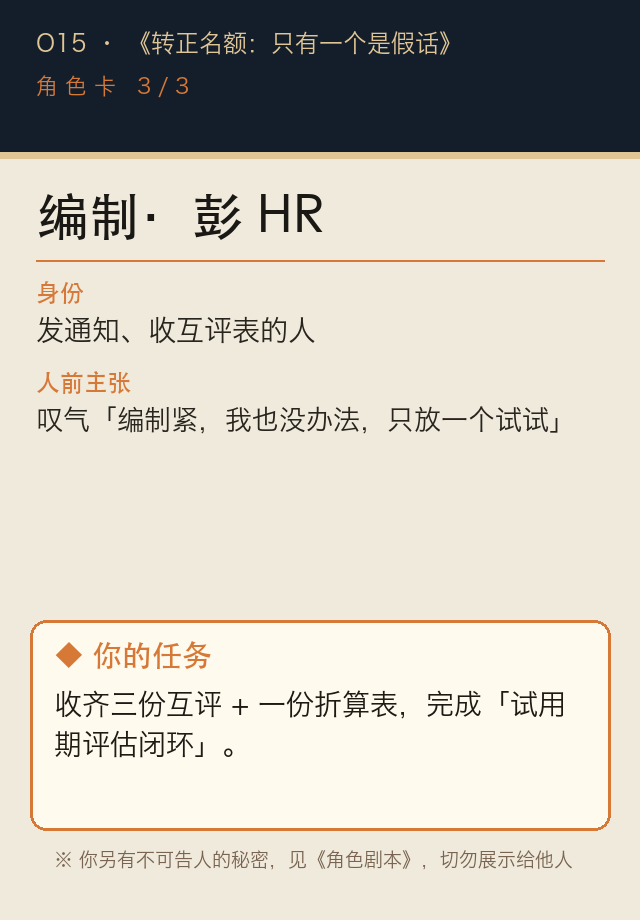 015 · 《转正名额：只有一个是假话》
角色卡 3/3
编制· 彭 HR
身份
发通知、收互评表的人
人前主张
叹气「编制紧，我也没办法，只放一个试试」
◆ 你的任务
收齐三份互评 + 一份折算表，完成「试用
期评估闭环」。
※ 你另有不可告人的秘密，见《角色剧本》，切勿展示给他人